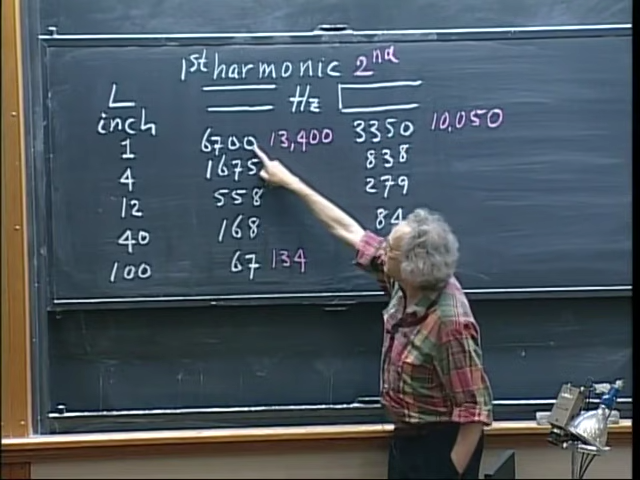 1st harmonic 2nd
L
inch Hz
1 6700 13,400 3350 10,050
4 1675 838
12 558 279
40 168 84
100 67 134